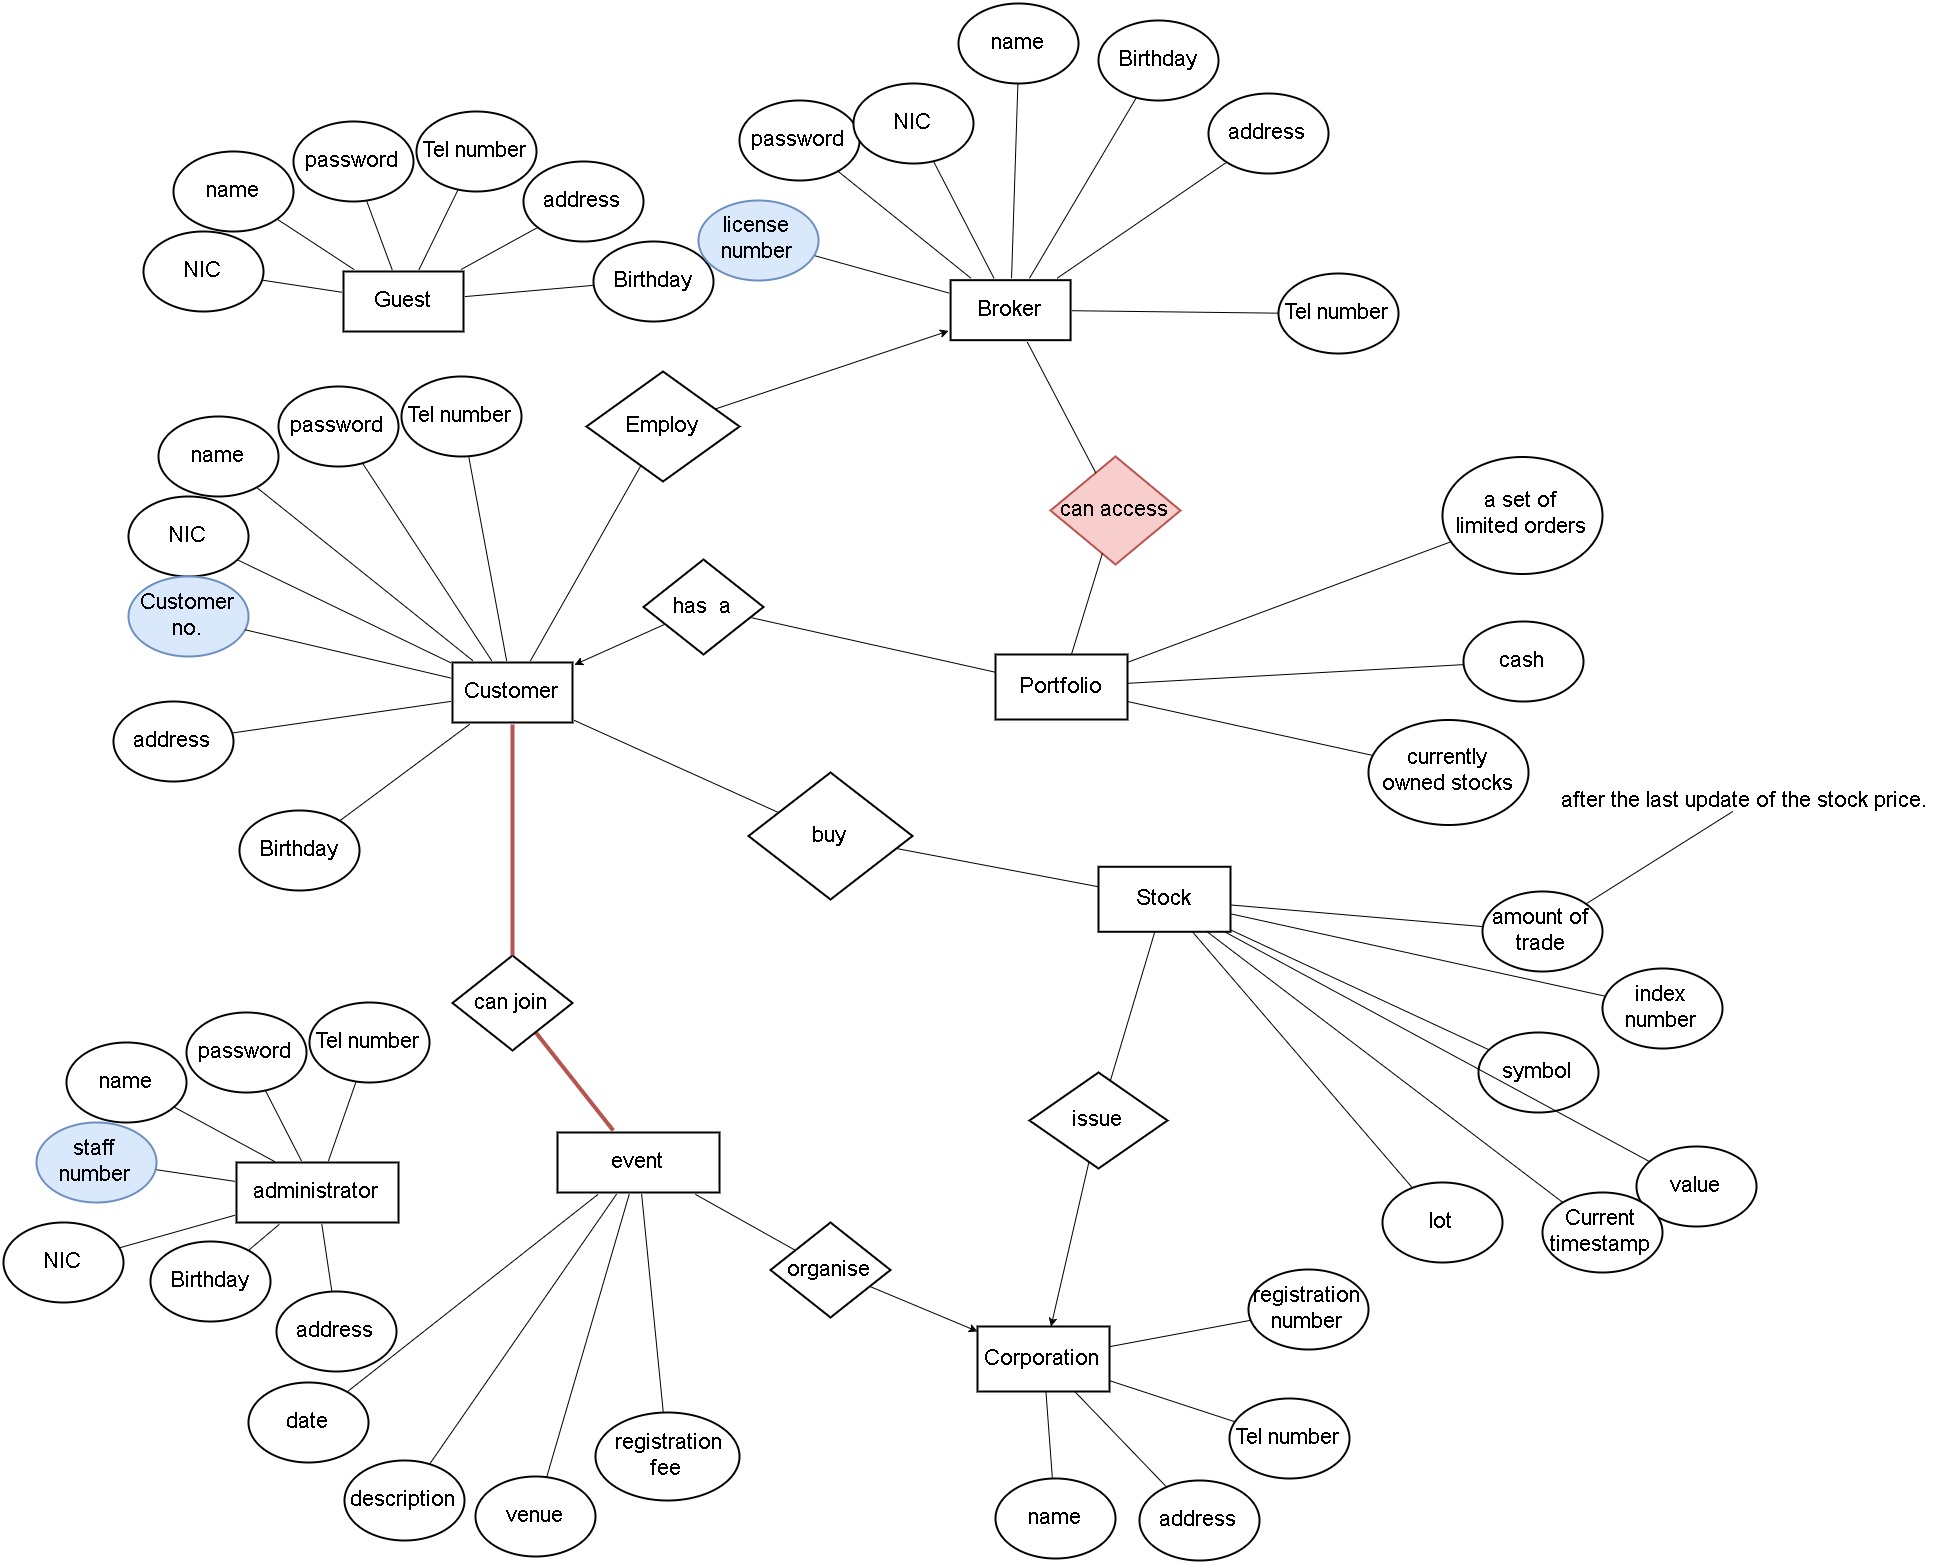 name
Birthday
NIC
password
address
license
number
Broker
Tel number
Tel number
password
name
address
NIC
Birthday
Guest
Employ
Tel number
password
name
NIC
Customer
no.
address
Birthday
Customer
has  a
can access
Portfolio
a set of
limited orders
cash
currently
owned stocks
after the last update of the stock price.
buy
Stock
amount of
trade
index
number
symbol
value
Current
timestamp
lot
can join
issue
event
organise
Tel number
password
name
staff
number
administrator
NIC
Birthday
address
date
description
venue
registration
fee
Corporation
registration
number
Tel number
name
address